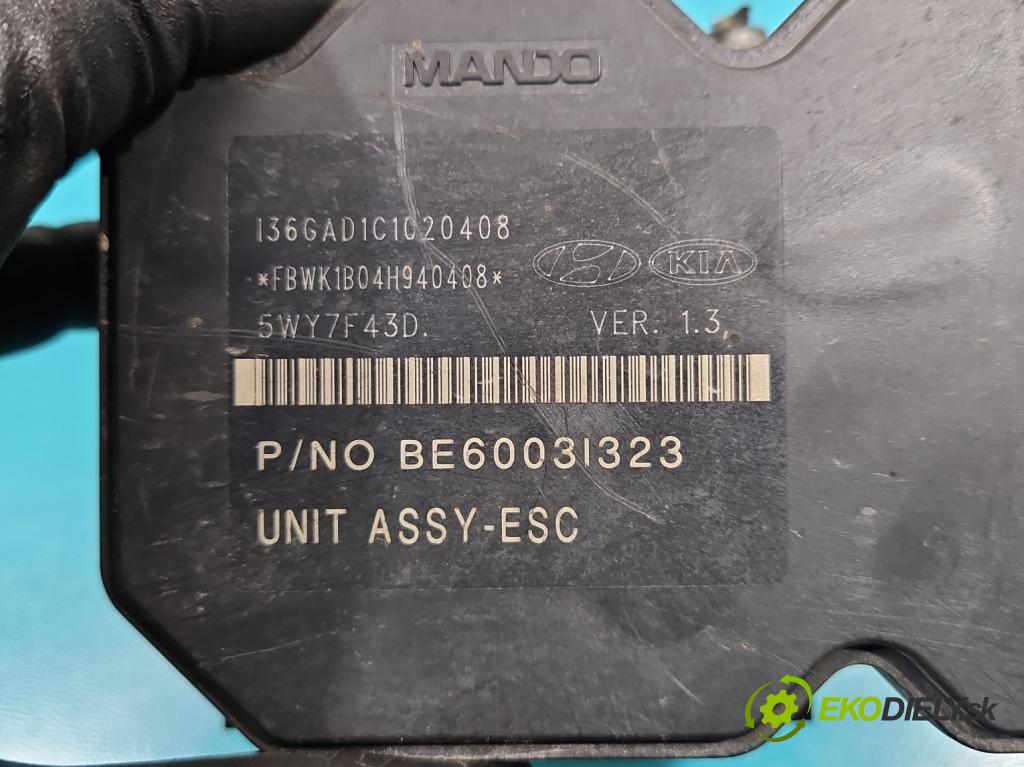 MANDO
I36GAD1C1020408
*FBWK1B04H940408*
KIA
5WY7F43D. VER: 1.3
P/NO BE60031323
UNIT ASSY-ESC
EKODIELY.sk